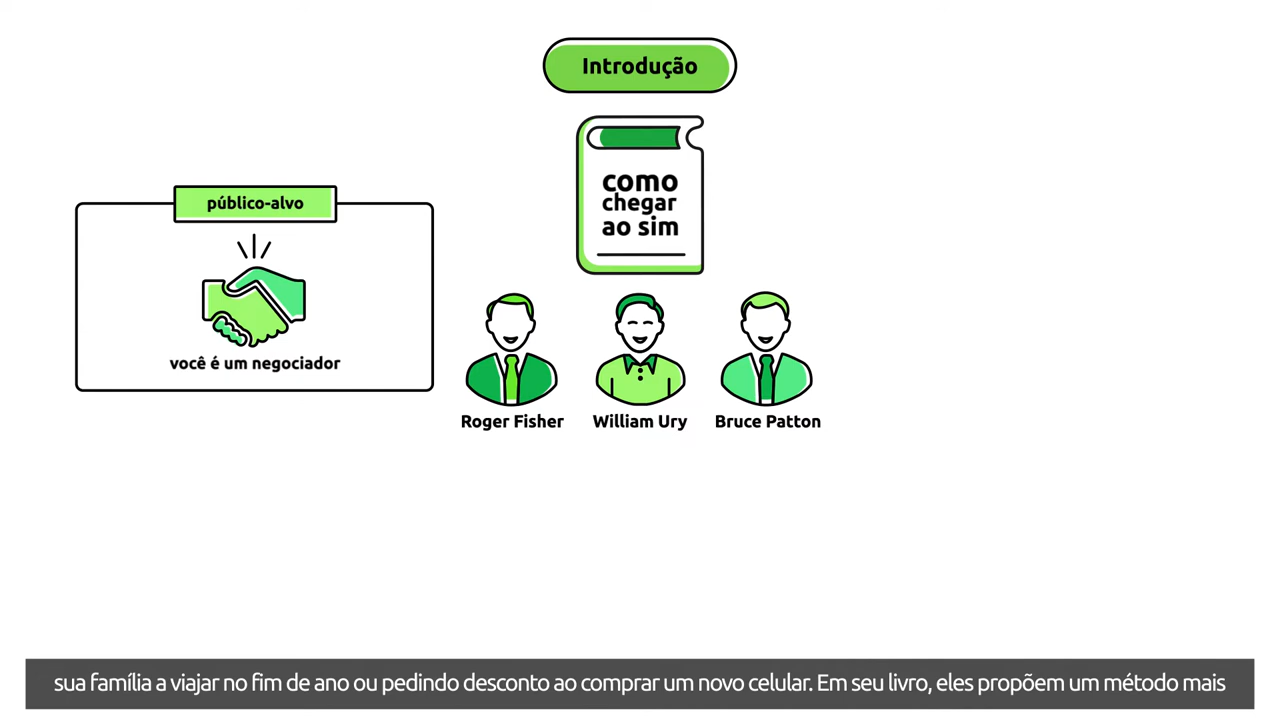 Introdução
como
chegar
ao sim
público-alvo
você é um negociador
Roger Fisher
William Ury
Bruce Patton
sua família a viajar no fim de ano ou pedindo desconto ao comprar um novo celular. Em seu livro, eles propõem um método mais